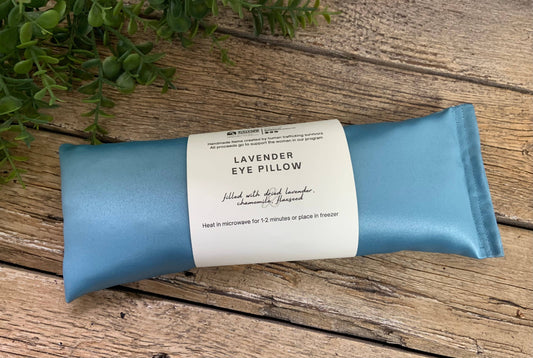 Handmade items created by human trafficking survivors
All proceeds go to support the women in our program
LAVENDER
EYE PILLOW
filled with dried lavender,
chamomile, & flaxseed
Heat in microwave for 1-2 minutes or place in freezer